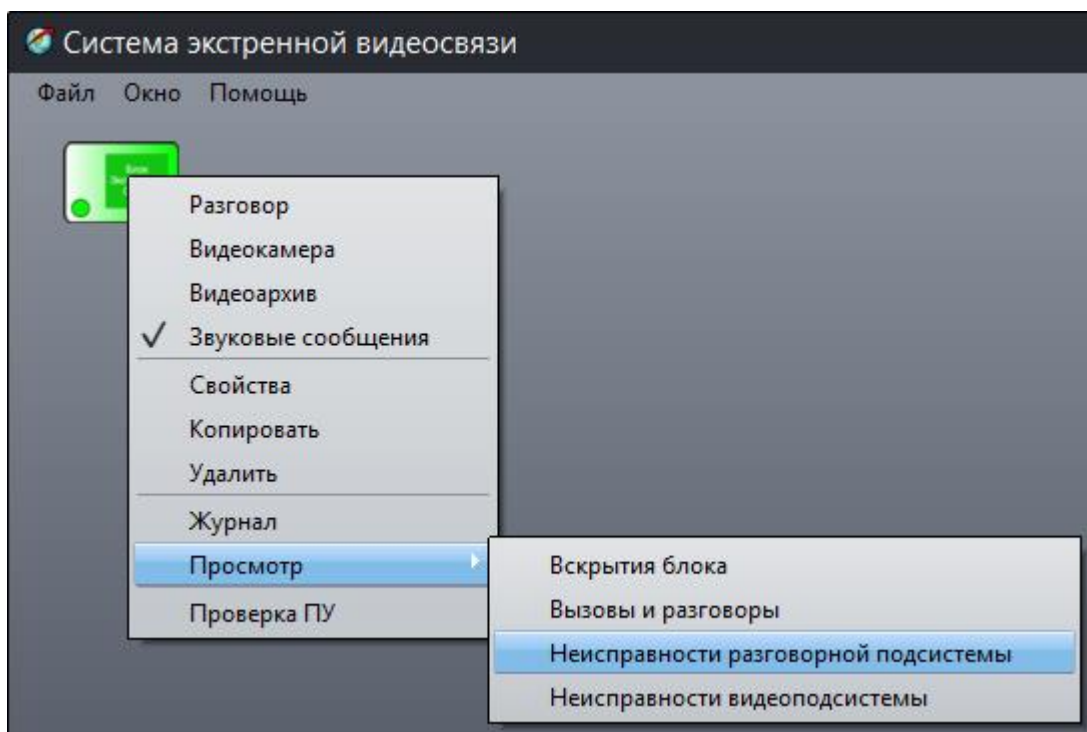 Система экстренной видеосвязи
Файл Окно Помощь
Блок
Разговор
Видеокамера
Видеоархив
Звуковые сообщения
Свойства
Копировать
Удалить
Журнал
Просмотр
Проверка ПУ
Вскрытия блока
Вызовы и разговоры
Неисправности разговорной подсистемы
Неисправности видеоподсистемы